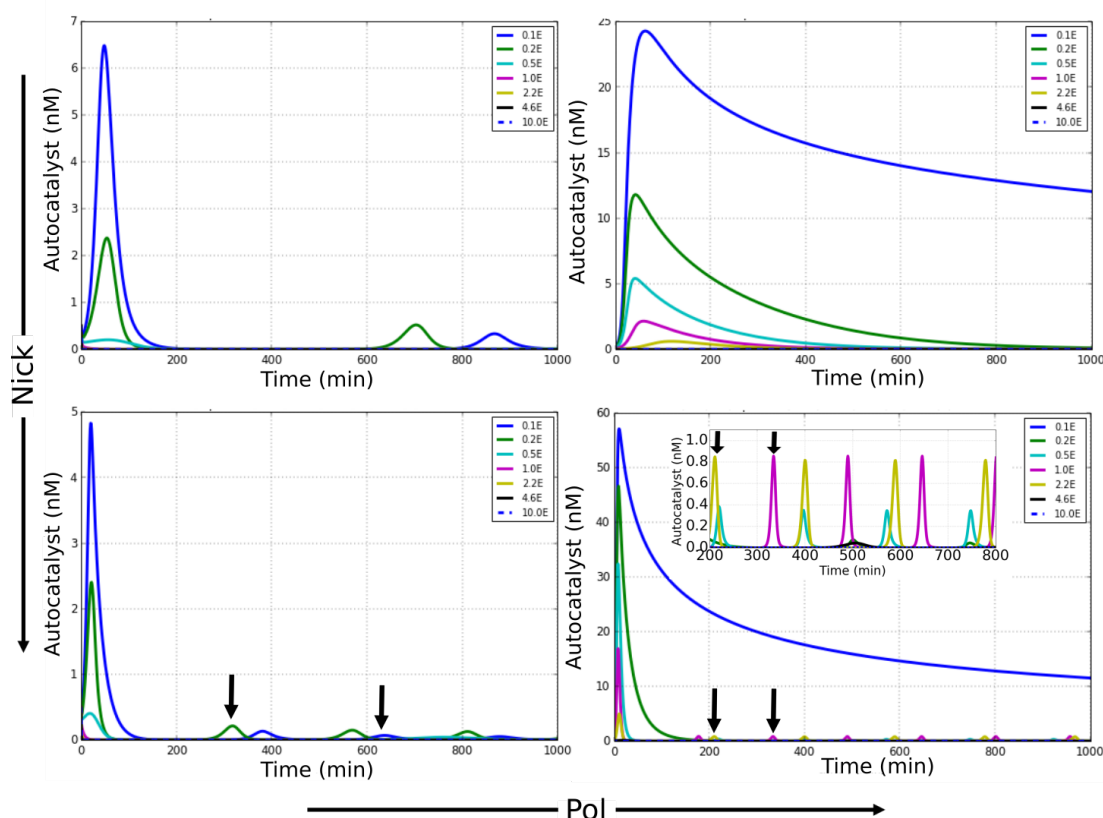 Nick
Autocatalyst (nM)
7
6
5
4
3
2
1
0
0 200 400 600 800 1000
Time (min)
0.1E
0.2E
0.5E
1.0E
2.2E
4.6E
10.0E
Autocatalyst (nM)
25
20
15
10
5
0
0 200 400 600 800 1000
Time (min)
0.1E
0.2E
0.5E
1.0E
2.2E
4.6E
10.0E
Autocatalyst (nM)
5
4
3
2
1
0
0 200 400 600 800 1000
Time (min)
0.1E
0.2E
0.5E
1.0E
2.2E
4.6E
10.0E
Autocatalyst (nM)
60
50
40
30
20
10
0
0 200 400 600 800 1000
Time (min)
0.1E
0.2E
0.5E
1.0E
2.2E
4.6E
10.0E
Autocatalyst (nM)
1.0
0.8
0.6
0.4
0.2
0.0
200 300 400 500 600 700 800
Time (min)
Pol